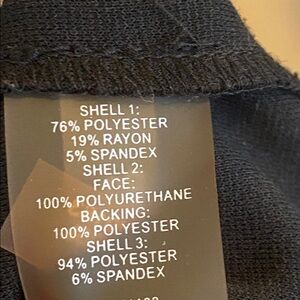 SHELL 1:
76% POLYESTER
19% RAYON
5% SPANDEX
SHELL 2:
FACE:
100% POLYURETHANE
BACKING:
100% POLYESTER
SHELL 3:
94% POLYESTER
6% SPANDEX